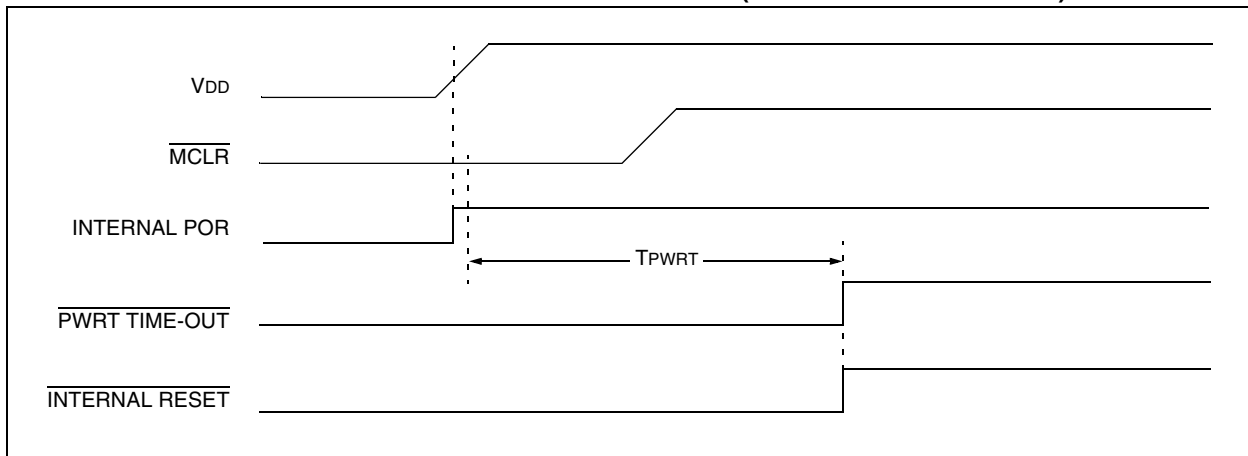 VDD
MCLR
INTERNAL POR
TPWRT
PWRT TIME-OUT
INTERNAL RESET